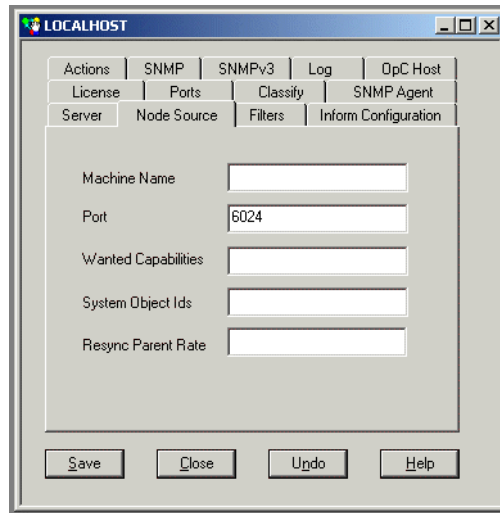 LOCALHOST
Actions SNMP SNMPv3 Log OpC Host
License Ports Classify SNMP Agent
Server Node Source Filters Inform Configuration
Machine Name
Port 6024
Wanted Capabilities
System Object Ids
Resync Parent Rate
Save Close Undo Help